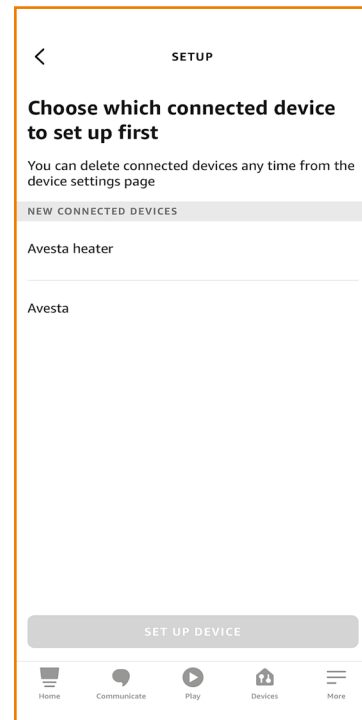 SETUP
Choose which connected device
to set up first
You can delete connected devices any time from the
device settings page
NEW CONNECTED DEVICES
Avesta heater
Avesta
SET UP DEVICE
Home Communicate Play Devices More